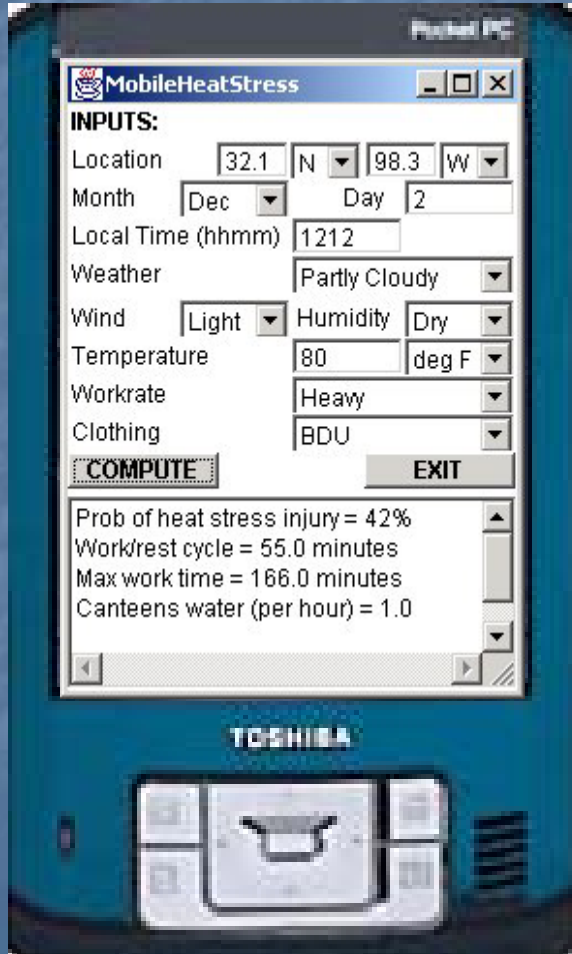 Pocket PC
MobileHeatStress
INPUTS:
Location 32.1 N 98.3 W
Month Dec Day 2
Local Time (hhmm) 1212
Weather Partly Cloudy
Wind Light Humidity Dry
Temperature 80 deg F
Workrate Heavy
Clothing BDU
COMPUTE EXIT
Prob of heat stress injury = 42%
Work/rest cycle = 55.0 minutes
Max work time = 166.0 minutes
Canteens water (per hour) = 1.0
TOSHIBA